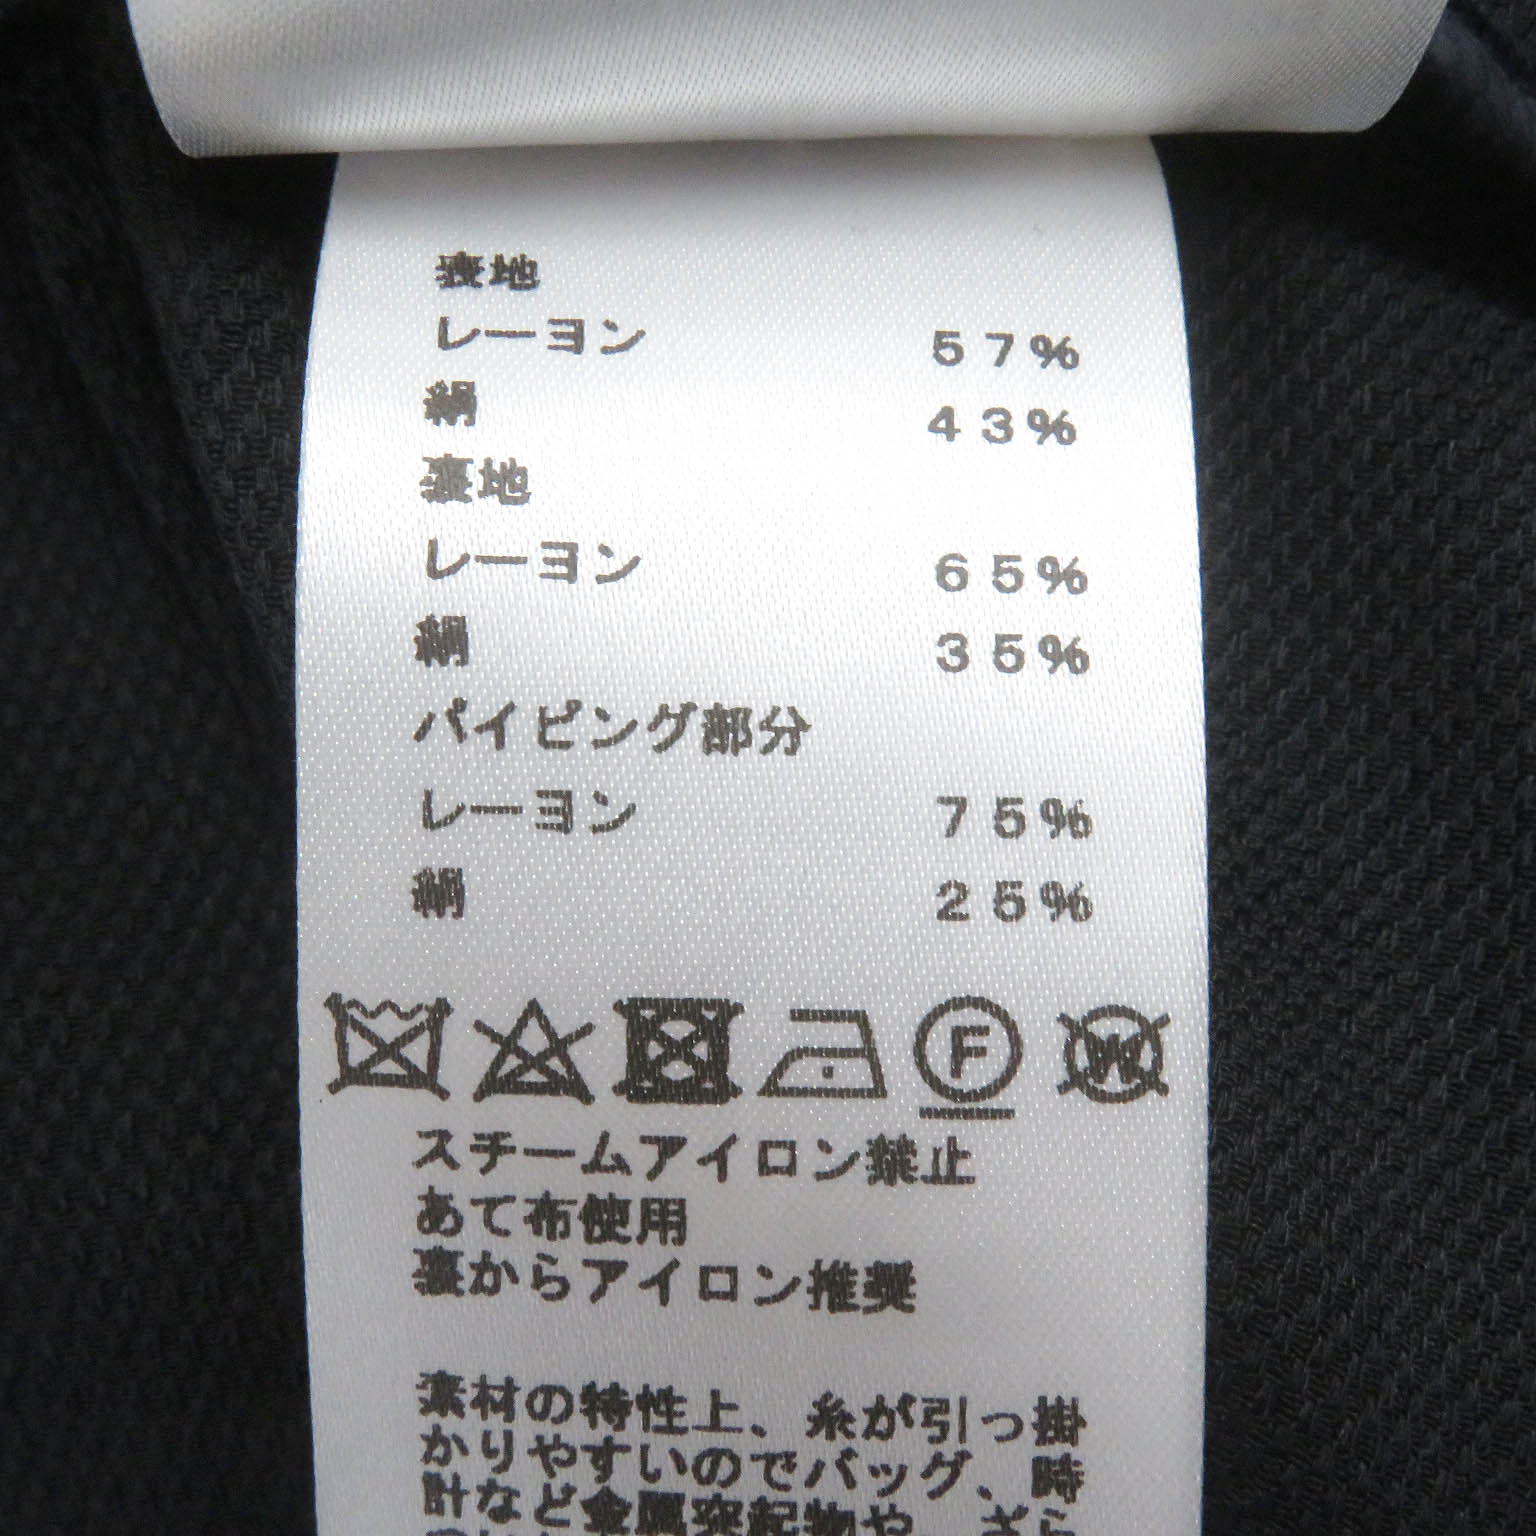 表地
レーヨン 57%
絹 43%
裏地
レーヨン 65%
絹 35%
パイピング部分
レーヨン 75%
絹 25%
F W
スチームアイロン禁止
あて布使用
裏からアイロン推奨
素材の特性上、糸が引っ掛
かりやすいのでバッグ、時
計など金属突起物や、ざら